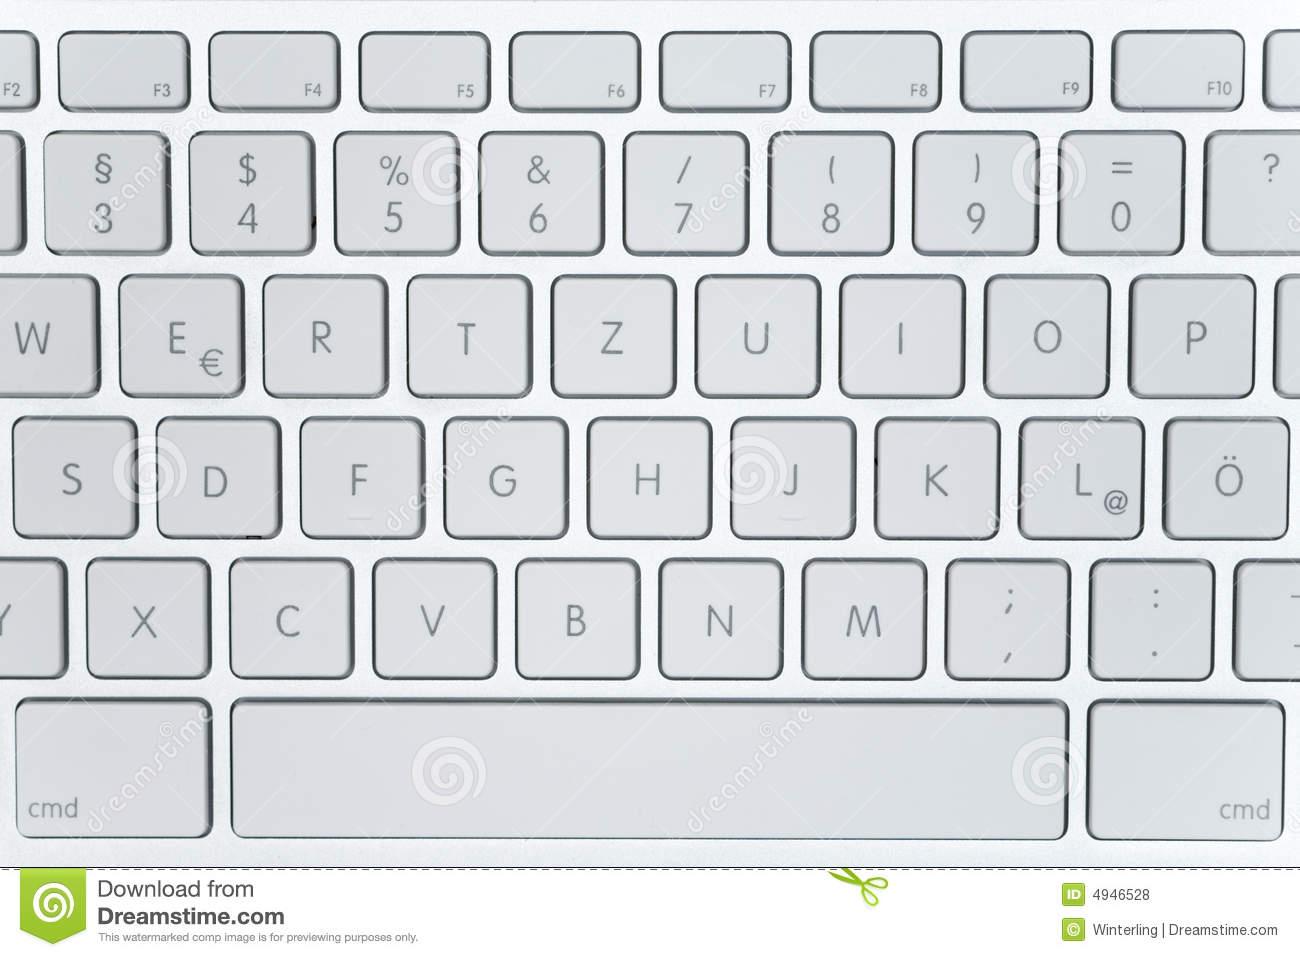 F2 F3 F4 F5 F6 F7 F8 F9 F10
§ $ % & / ( ) = ?
3 4 5 6 7 8 9 0
W E € R T Z U I O P
S D F G H J K L @ Ö
Y X C V B N M ; :
, .
cmd cmd
Download from
Dreamstime.com
This watermarked comp image is for previewing purposes only.
ID 4946528
© Winterling | Dreamstime.com